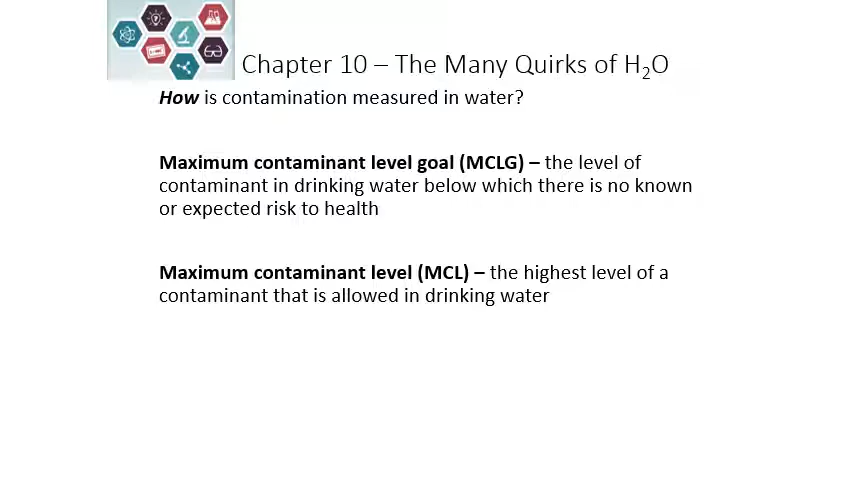 Chapter 10 – The Many Quirks of H₂O
How is contamination measured in water?
Maximum contaminant level goal (MCLG) – the level of
contaminant in drinking water below which there is no known
or expected risk to health
Maximum contaminant level (MCL) – the highest level of a
contaminant that is allowed in drinking water